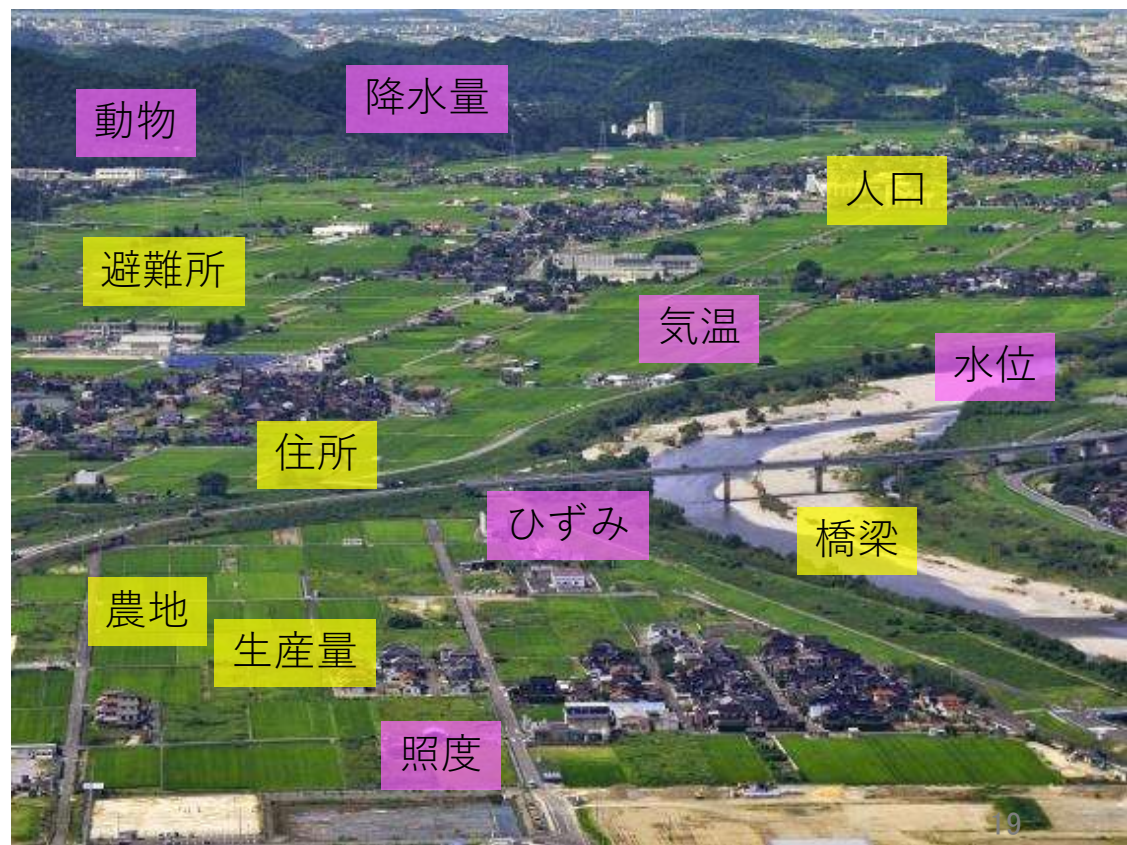 降水量
動物
人口
避難所
気温
水位
住所
ひずみ
橋梁
農地
生産量
照度
19